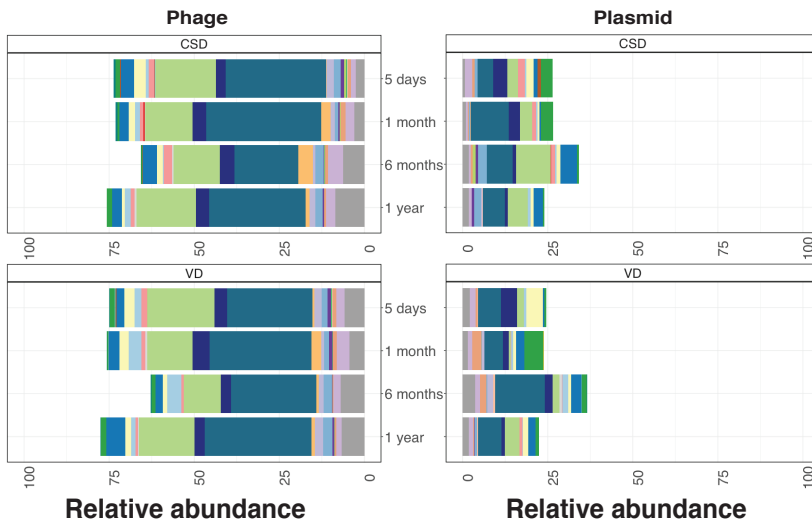 Phage Plasmid
CSD CSD
5 days
1 month
6 months
1 year
100 75 50 25 0 0 25 50 75 100
VD VD
5 days
1 month
6 months
1 year
100 75 50 25 0 0 25 50 75 100
Relative abundance Relative abundance